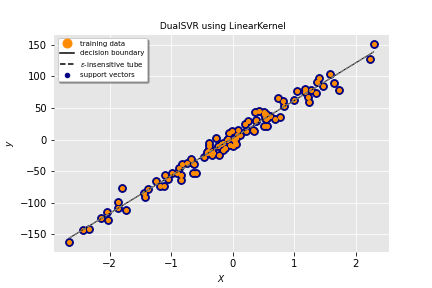 DualSVR using LinearKernel
training data
decision boundary
ε-insensitive tube
support vectors
150
100
50
0
−50
−100
−150
y
−2
−1
0
1
2
X